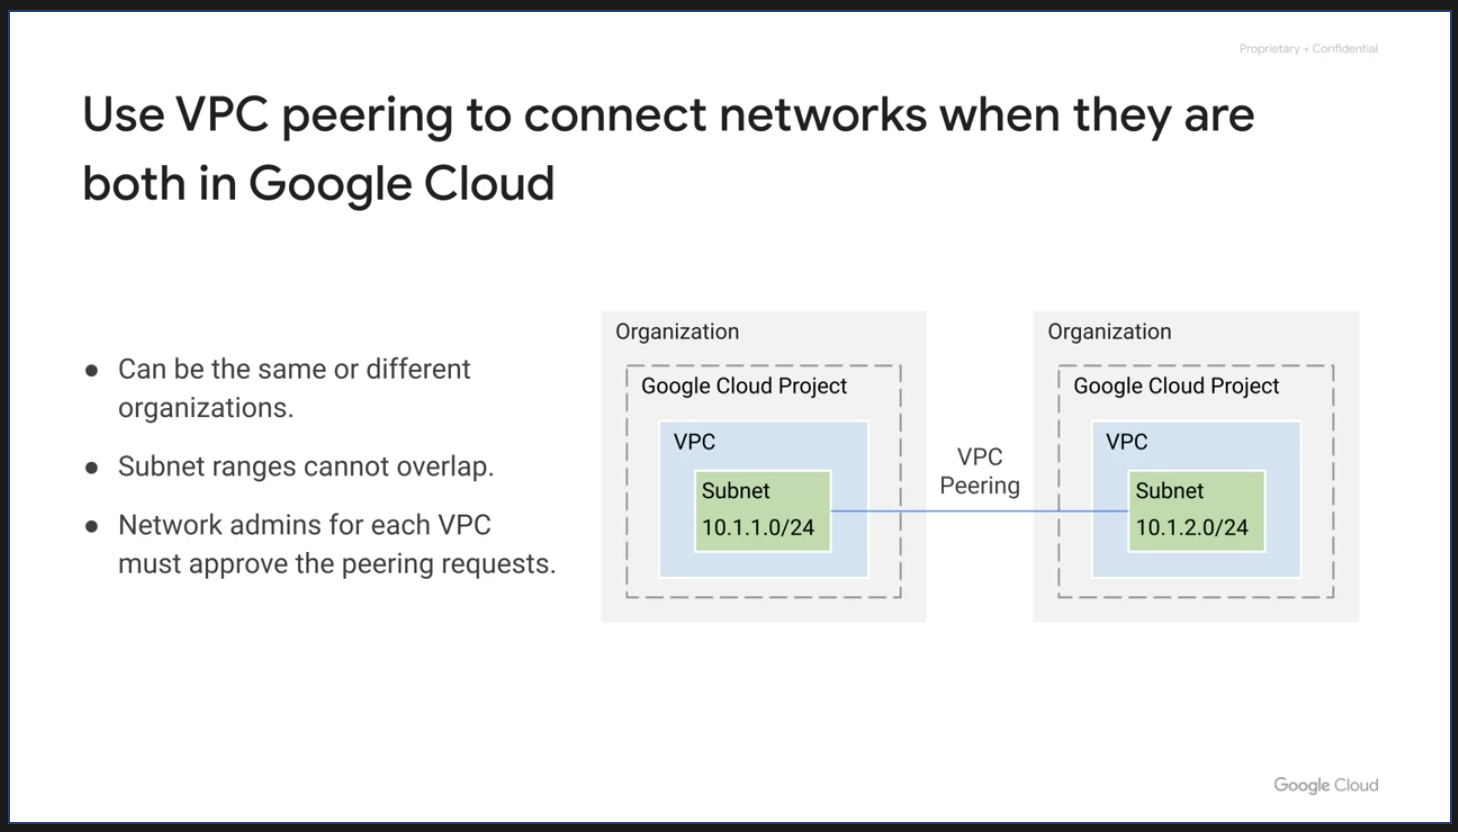 Proprietary + Confidential
Use VPC peering to connect networks when they are
both in Google Cloud
● Can be the same or different
organizations.
● Subnet ranges cannot overlap.
● Network admins for each VPC
must approve the peering requests.
Organization
Google Cloud Project
VPC
Subnet
10.1.1.0/24
VPC
Peering
Organization
Google Cloud Project
VPC
Subnet
10.1.2.0/24
Google Cloud